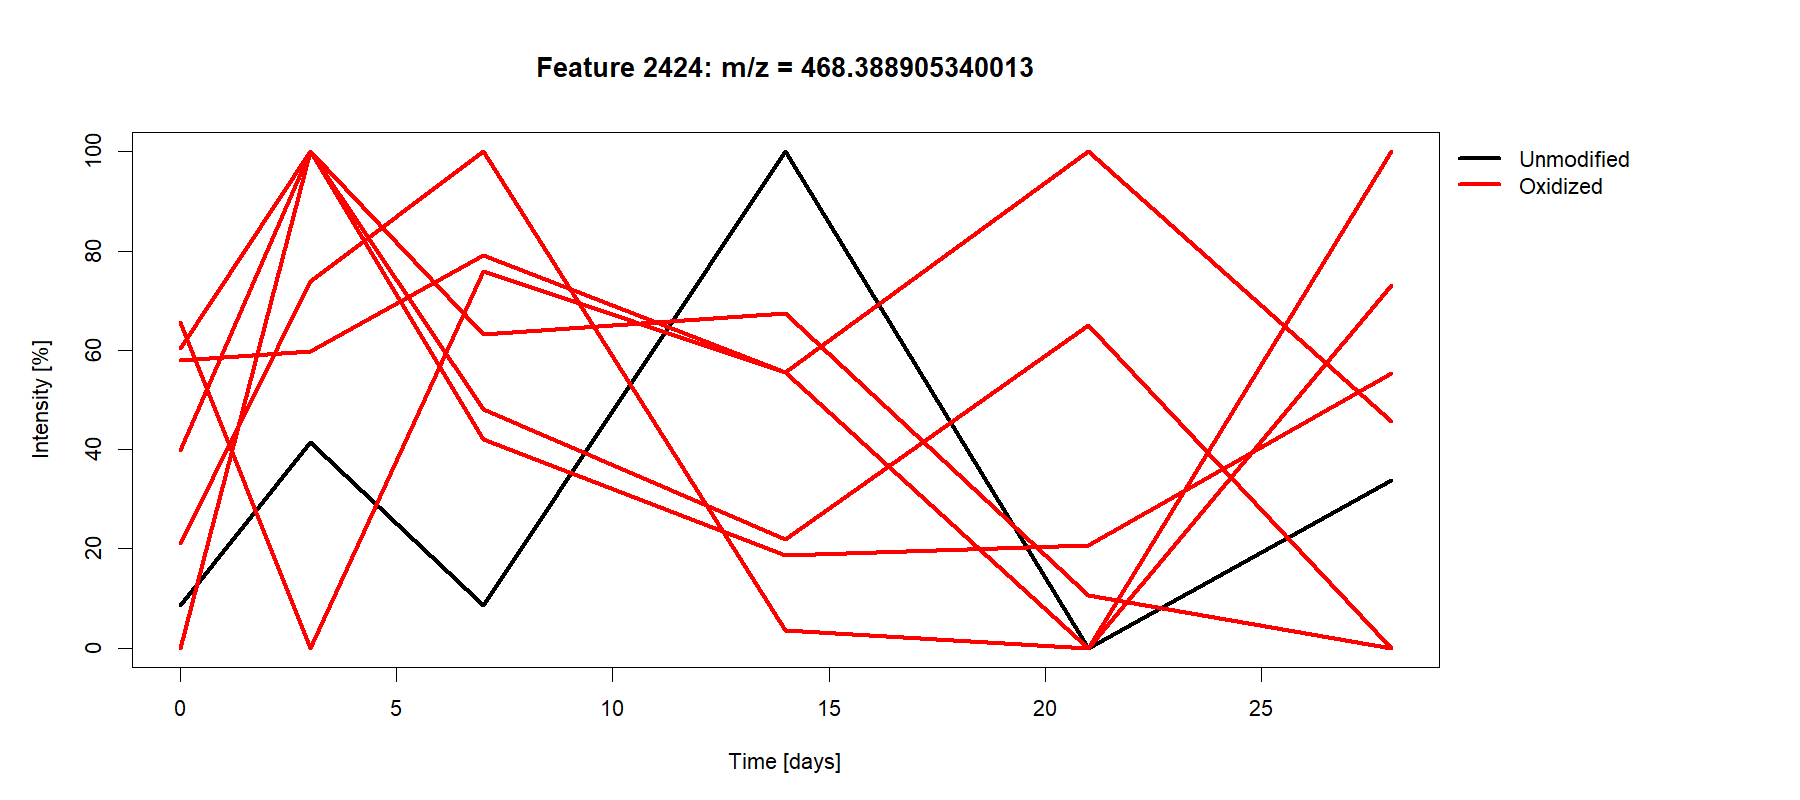 Feature 2424: m/z = 468.388905340013
Unmodified
Oxidized
Intensity [%]
100
80
60
40
20
0
0 5 10 15 20 25
Time [days]